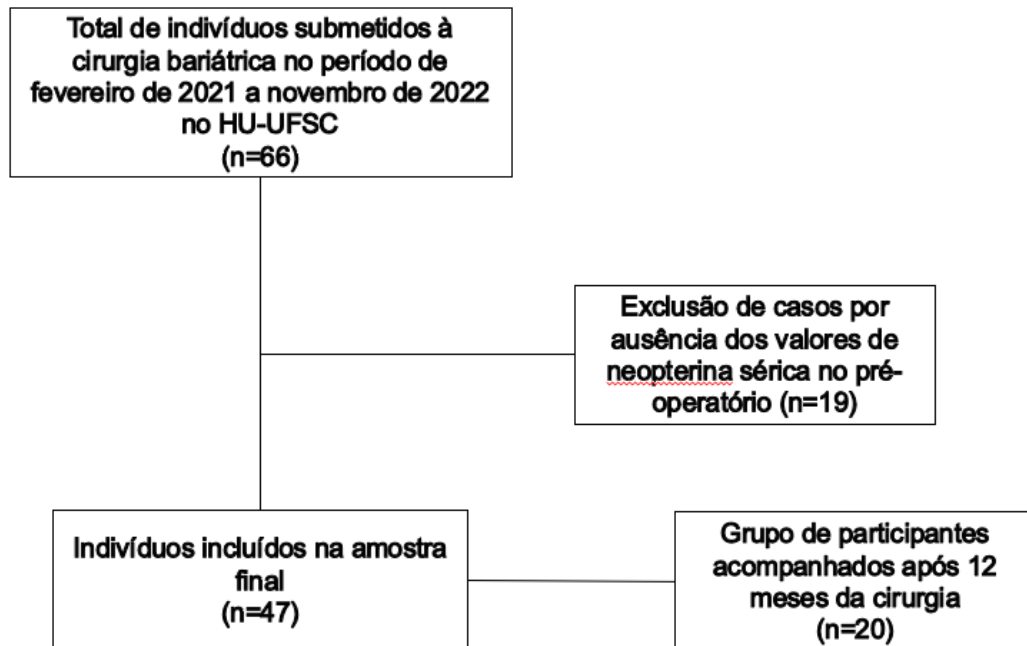 Total de indivíduos submetidos à
cirurgia bariátrica no período de
fevereiro de 2021 a novembro de 2022
no HU-UFSC
(n=66)
Exclusão de casos por
ausência dos valores de
neopterina sérica no pré-
operatório (n=19)
Indivíduos incluídos na amostra
final
(n=47)
Grupo de participantes
acompanhados após 12
meses da cirurgia
(n=20)